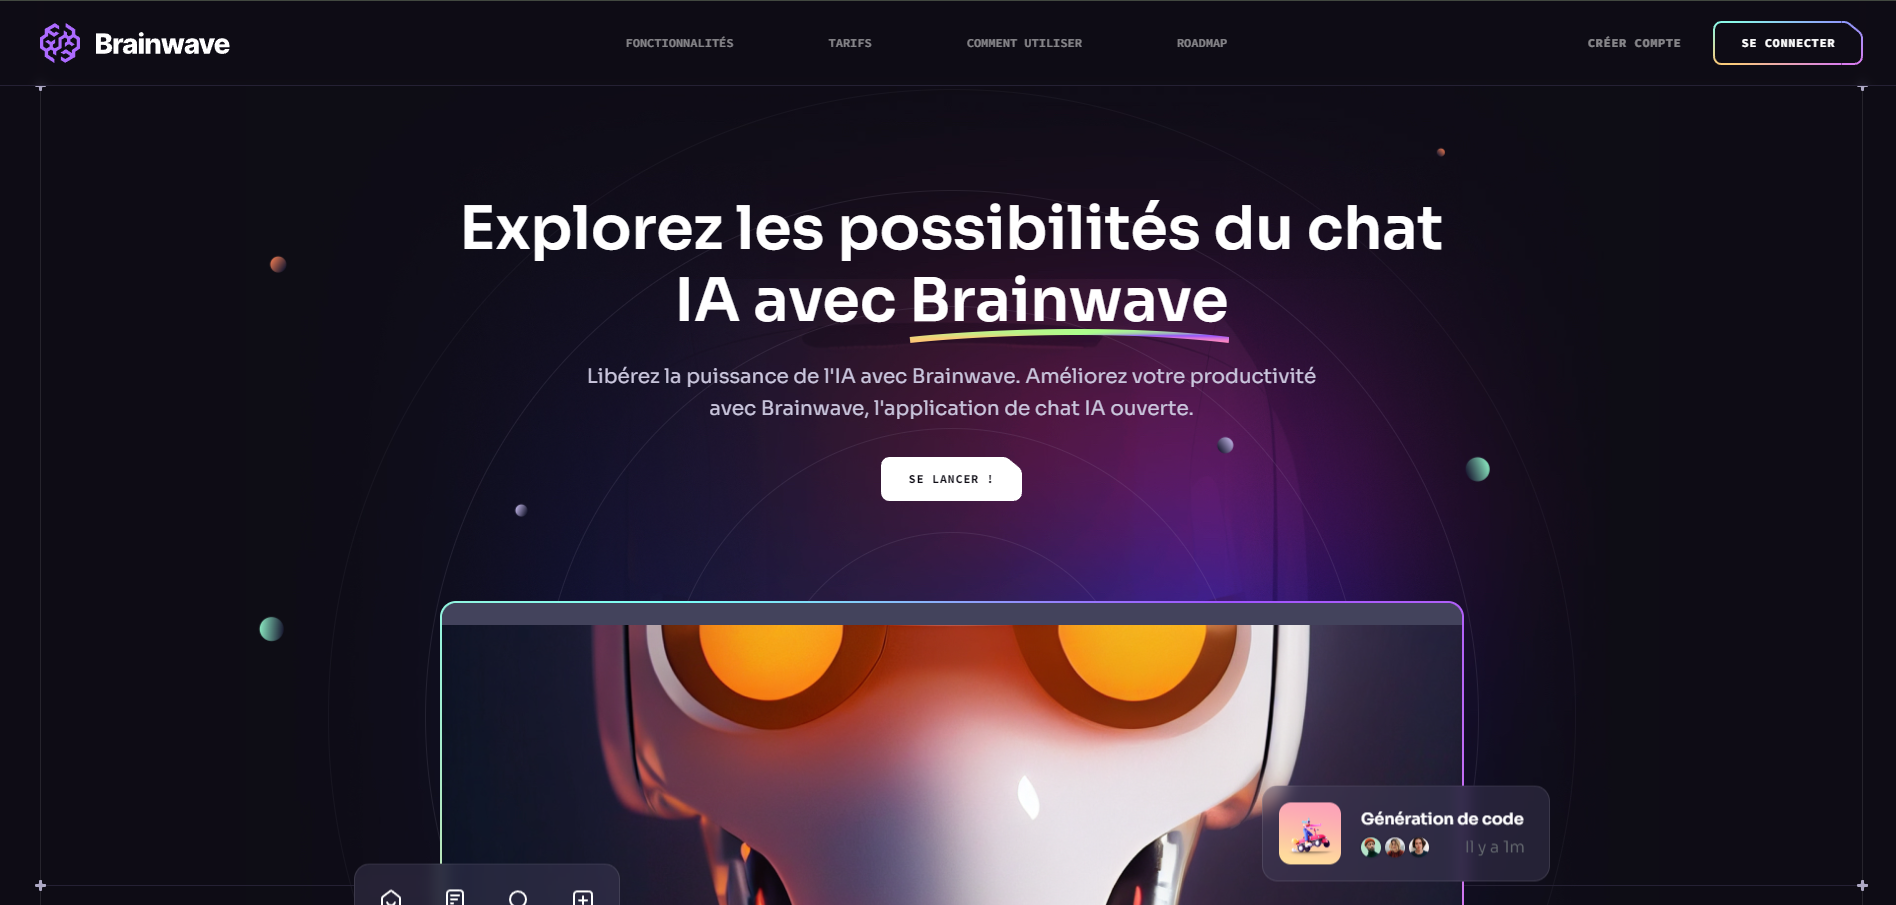 Brainwave
FONCTIONNALITÉS
TARIFS
COMMENT UTILISER
ROADMAP
CRÉER COMPTE
SE CONNECTER
Explorez les possibilités du chat
IA avec Brainwave
Libérez la puissance de l'IA avec Brainwave. Améliorez votre productivité
avec Brainwave, l'application de chat IA ouverte.
SE LANCER !
Génération de code
Il y a 1m